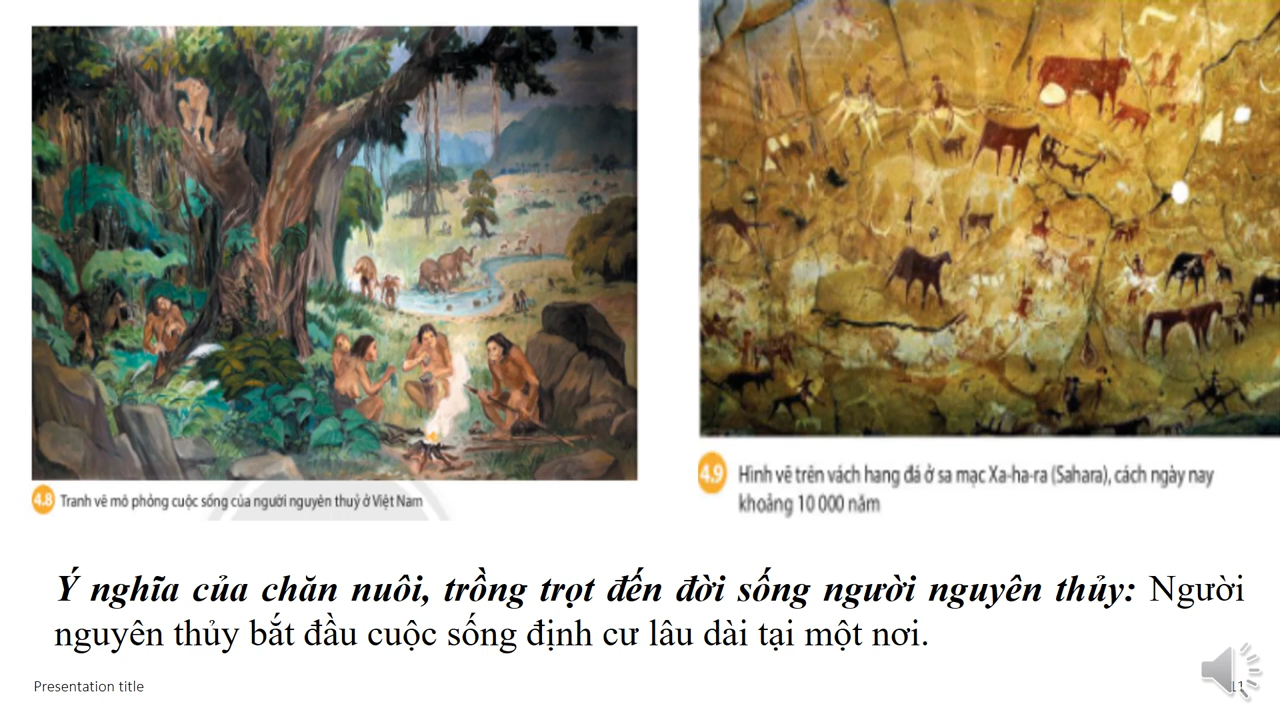 4.8 Tranh vẽ mô phỏng cuộc sống của người nguyên thuỷ ở Việt Nam
4.9 Hình vẽ trên vách hang đá ở sa mạc Xa-ha-ra (Sahara), cách ngày nay
khoảng 10 000 năm
Ý nghĩa của chăn nuôi, trồng trọt đến đời sống người nguyên thủy: Người
nguyên thủy bắt đầu cuộc sống định cư lâu dài tại một nơi.
Presentation title
11